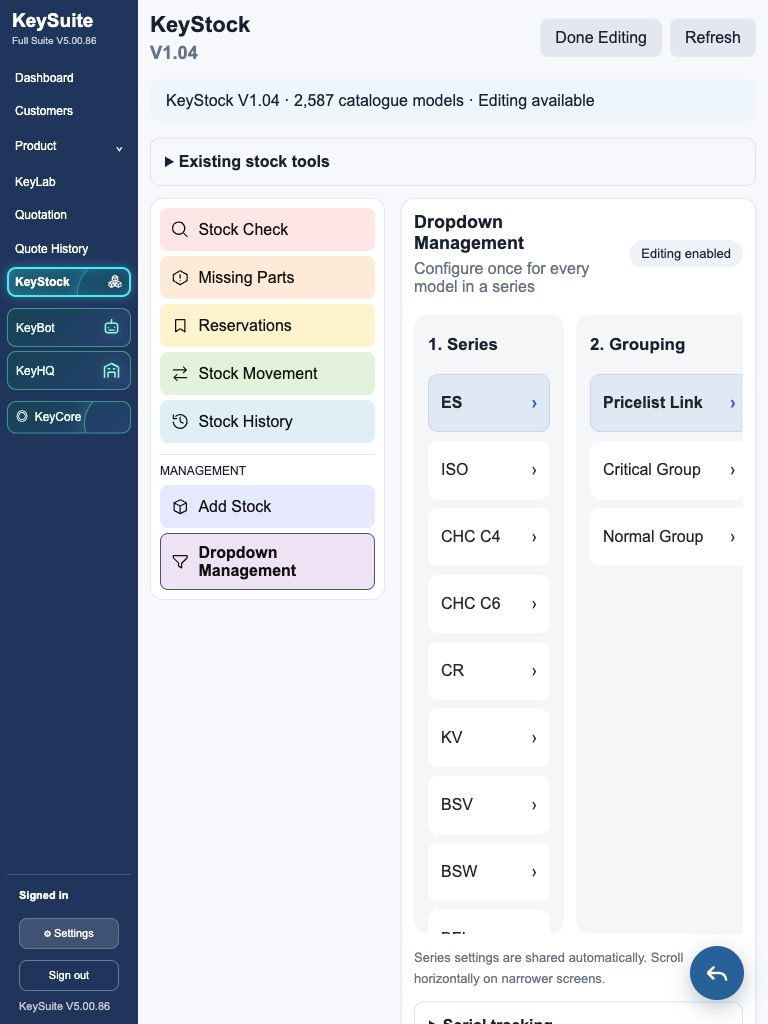 KeySuite
Full Suite V5.00.86
Dashboard
Customers
Product
KeyLab
Quotation
Quote History
KeyStock
KeyBot
KeyHQ
KeyCore
Signed in
Settings
Sign out
KeySuite V5.00.86
KeyStock
V1.04
Done Editing
Refresh
KeyStock V1.04 · 2,587 catalogue models · Editing available
Existing stock tools
Stock Check
Missing Parts
Reservations
Stock Movement
Stock History
MANAGEMENT
Add Stock
Dropdown
Management
Dropdown
Management
Configure once for every
model in a series
Editing enabled
1. Series
ES
ISO
CHC C4
CHC C6
CR
KV
BSV
BSW
2. Grouping
Pricelist Link
Critical Group
Normal Group
Series settings are shared automatically. Scroll
horizontally on narrower screens.
Serial tracking